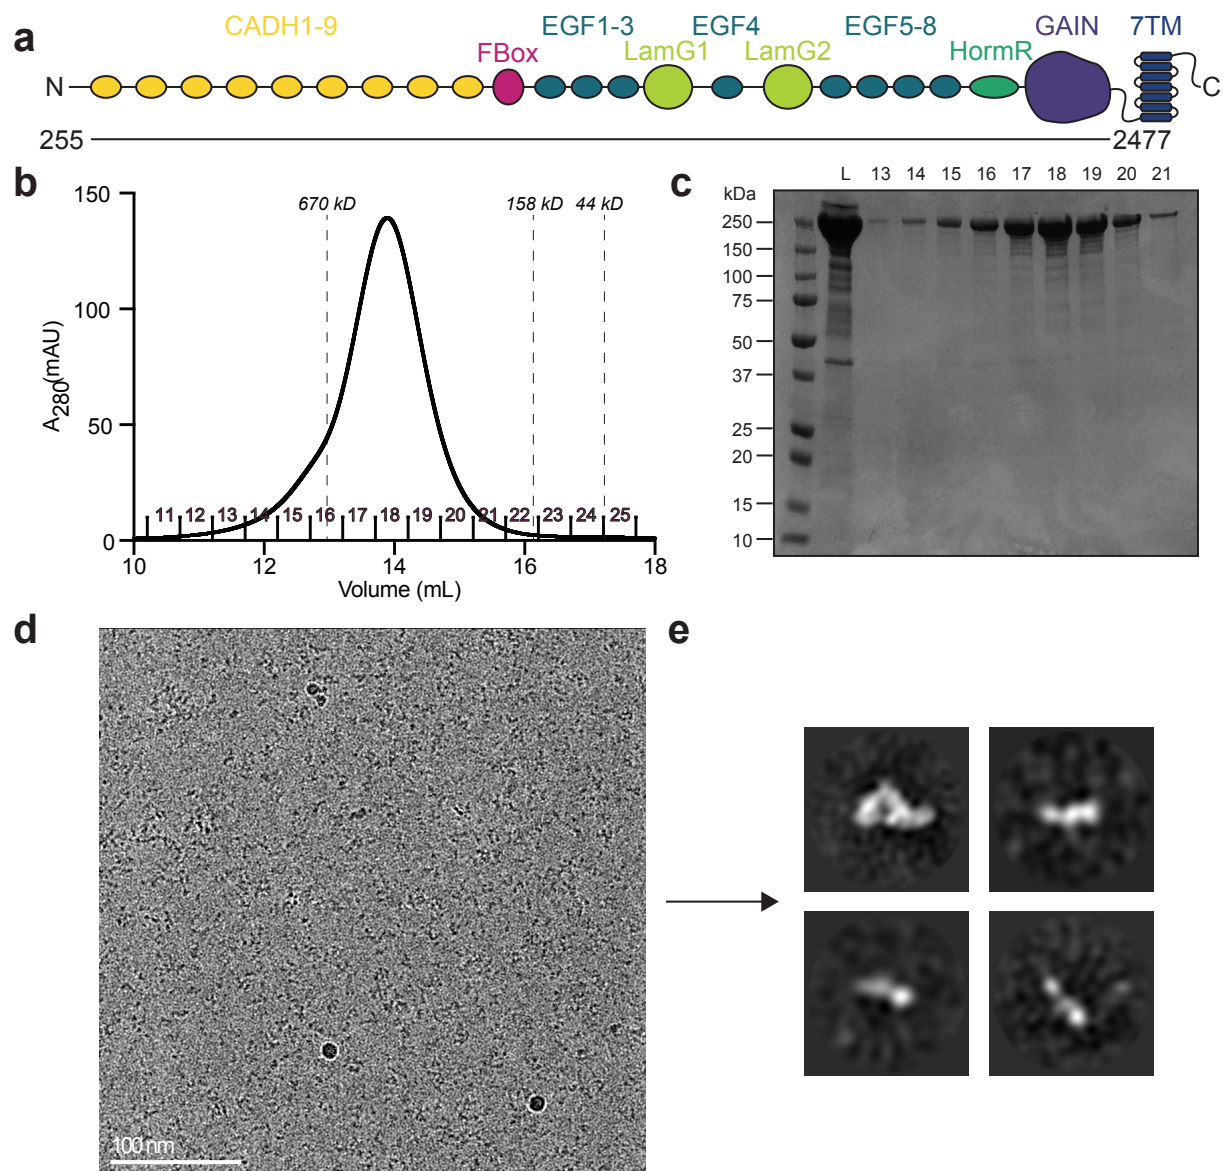 a
CADH1-9
EGF1-3
EGF4
EGF5-8
GAIN
7TM
FBox
LamG1
LamG2
HormR
N
C
255
2477
b
150
100
50
0
A280(mAU)
670 kD
158 kD
44 kD
11 12 13 14 15 16 17 18 19 20 21 22 23 24 25
10 12 14 16 18
Volume (mL)
c
kDa
L 13 14 15 16 17 18 19 20 21
250
150
100
75
50
37
25
20
15
10
d
100 nm
e